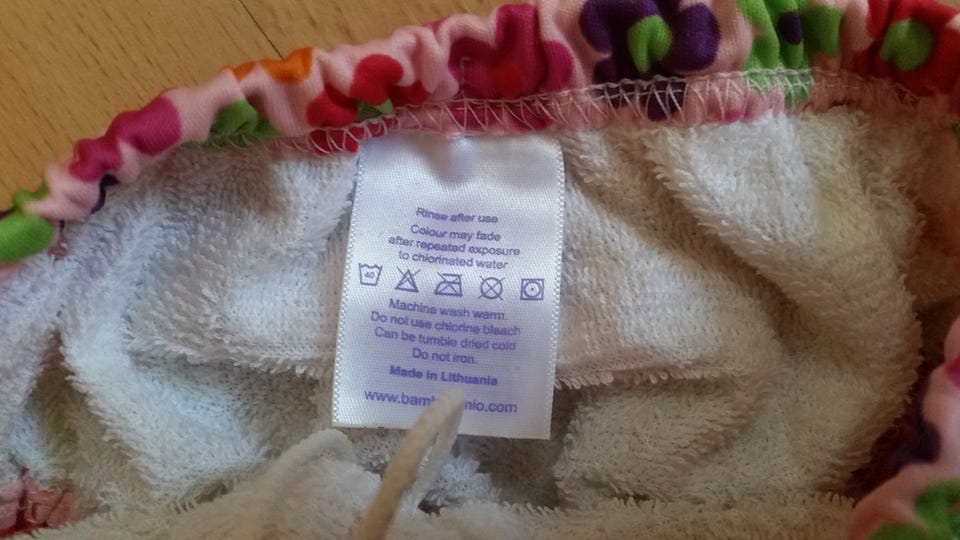 Rinse after use
Colour may fade
after repeated exposure
to chlorinated water
40
Machine wash warm.
Do not use chlorine bleach
Can be tumble dried cold
Do not iron.
Made in Lithuania